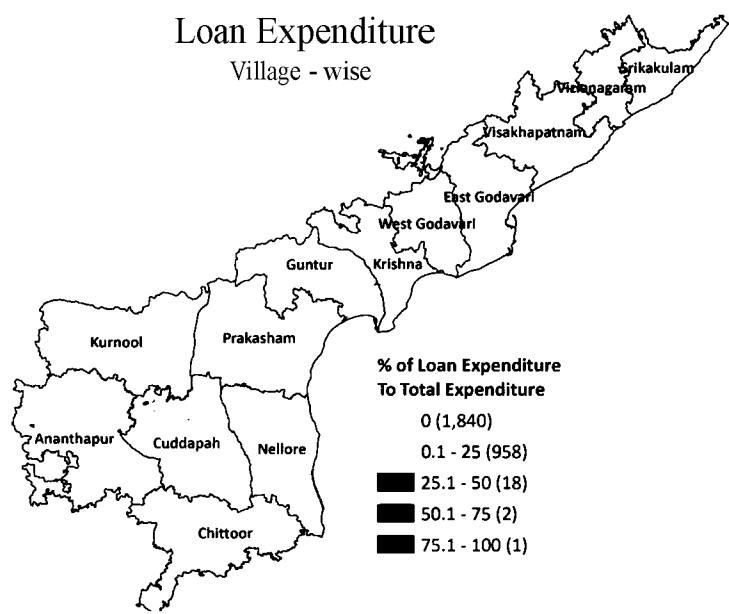 Loan Expenditure
Village - wise
Srikakulam
Vizianagaram
Visakhapatnam
East Godavari
West Godavari
Krishna
Guntur
Prakasham
Kurnool
Ananthapur
Cuddapah
Nellore
Chittoor
% of Loan Expenditure
To Total Expenditure
0 (1,840)
0.1 - 25 (958)
25.1 - 50 (18)
50.1 - 75 (2)
75.1 - 100 (1)